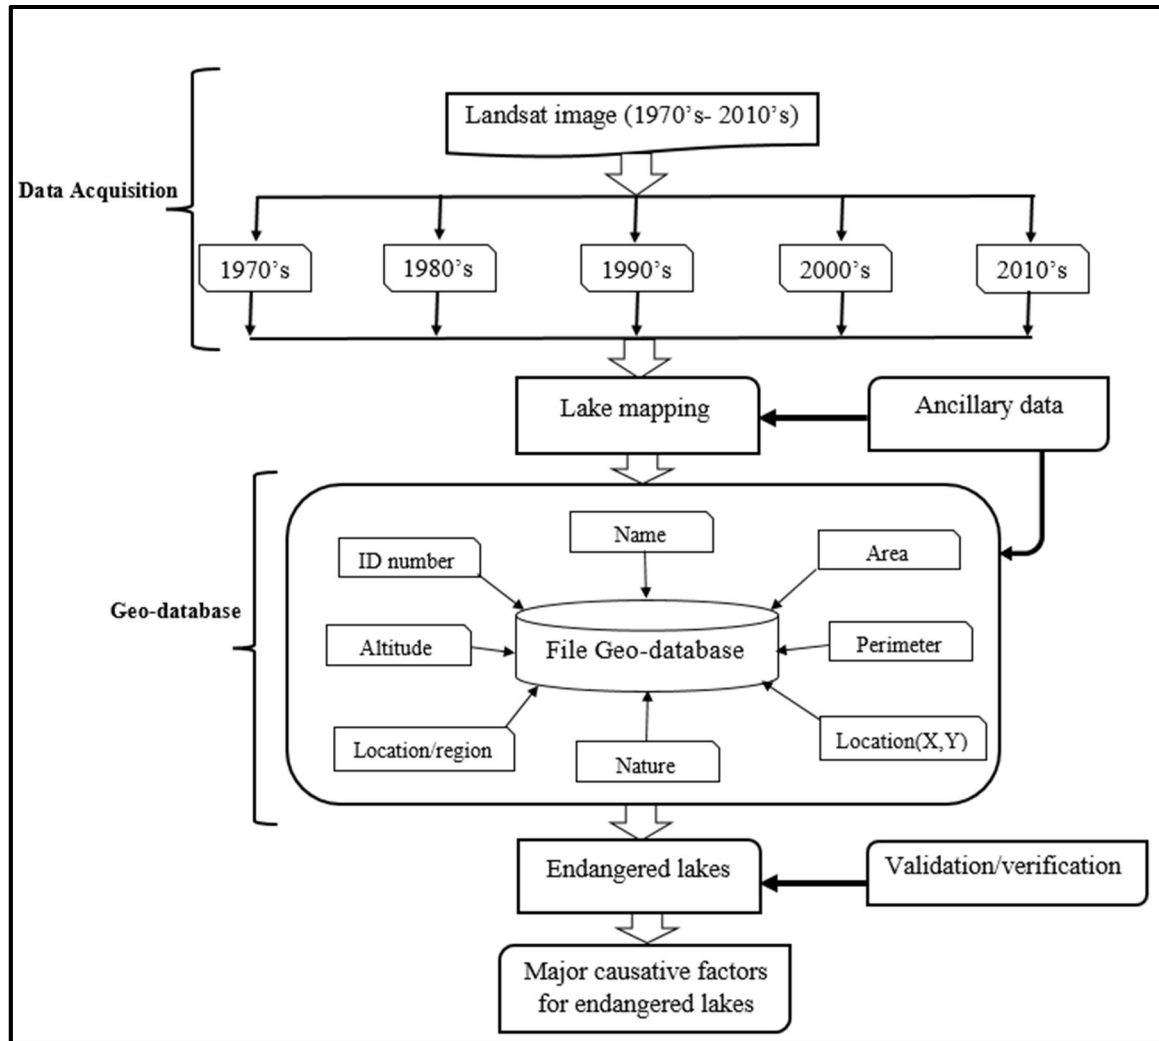 Landsat image (1970’s- 2010’s)
Data Acquisition
1970’s
1980’s
1990’s
2000’s
2010’s
Lake mapping
Ancillary data
Name
ID number
Area
Geo-database
Altitude
File Geo-database
Perimeter
Location/region
Nature
Location(X,Y)
Endangered lakes
Validation/verification
Major causative factors
for endangered lakes